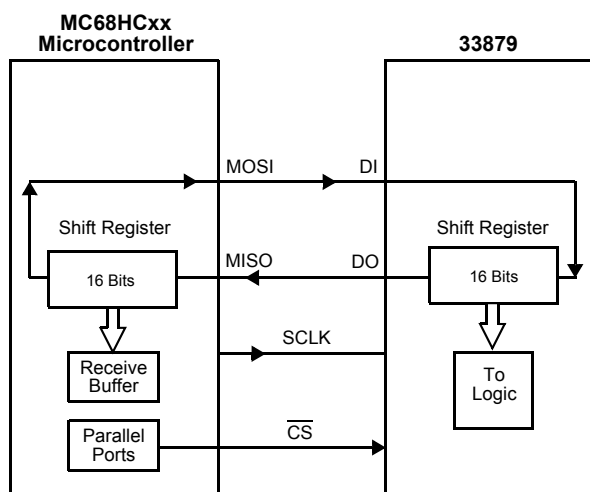 MC68HCxx
Microcontroller
33879
MOSI
DI
Shift Register
Shift Register
MISO
DO
16 Bits
16 Bits
SCLK
Receive
Buffer
To
Logic
Parallel
Ports
CS